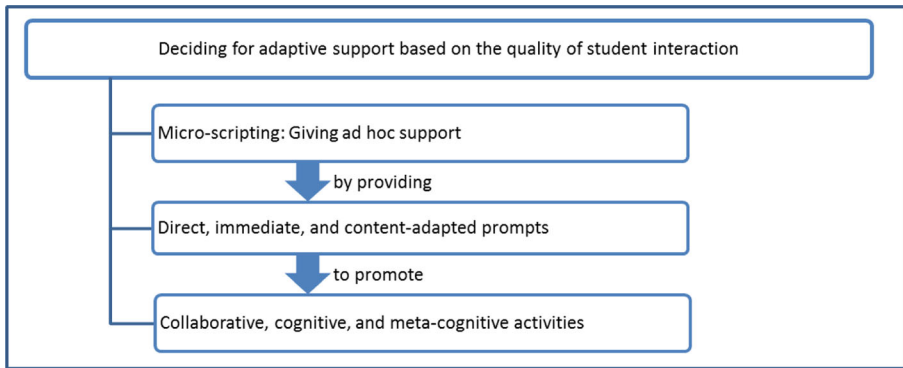 Deciding for adaptive support based on the quality of student interaction
Micro-scripting: Giving ad hoc support
by providing
Direct, immediate, and content-adapted prompts
to promote
Collaborative, cognitive, and meta-cognitive activities